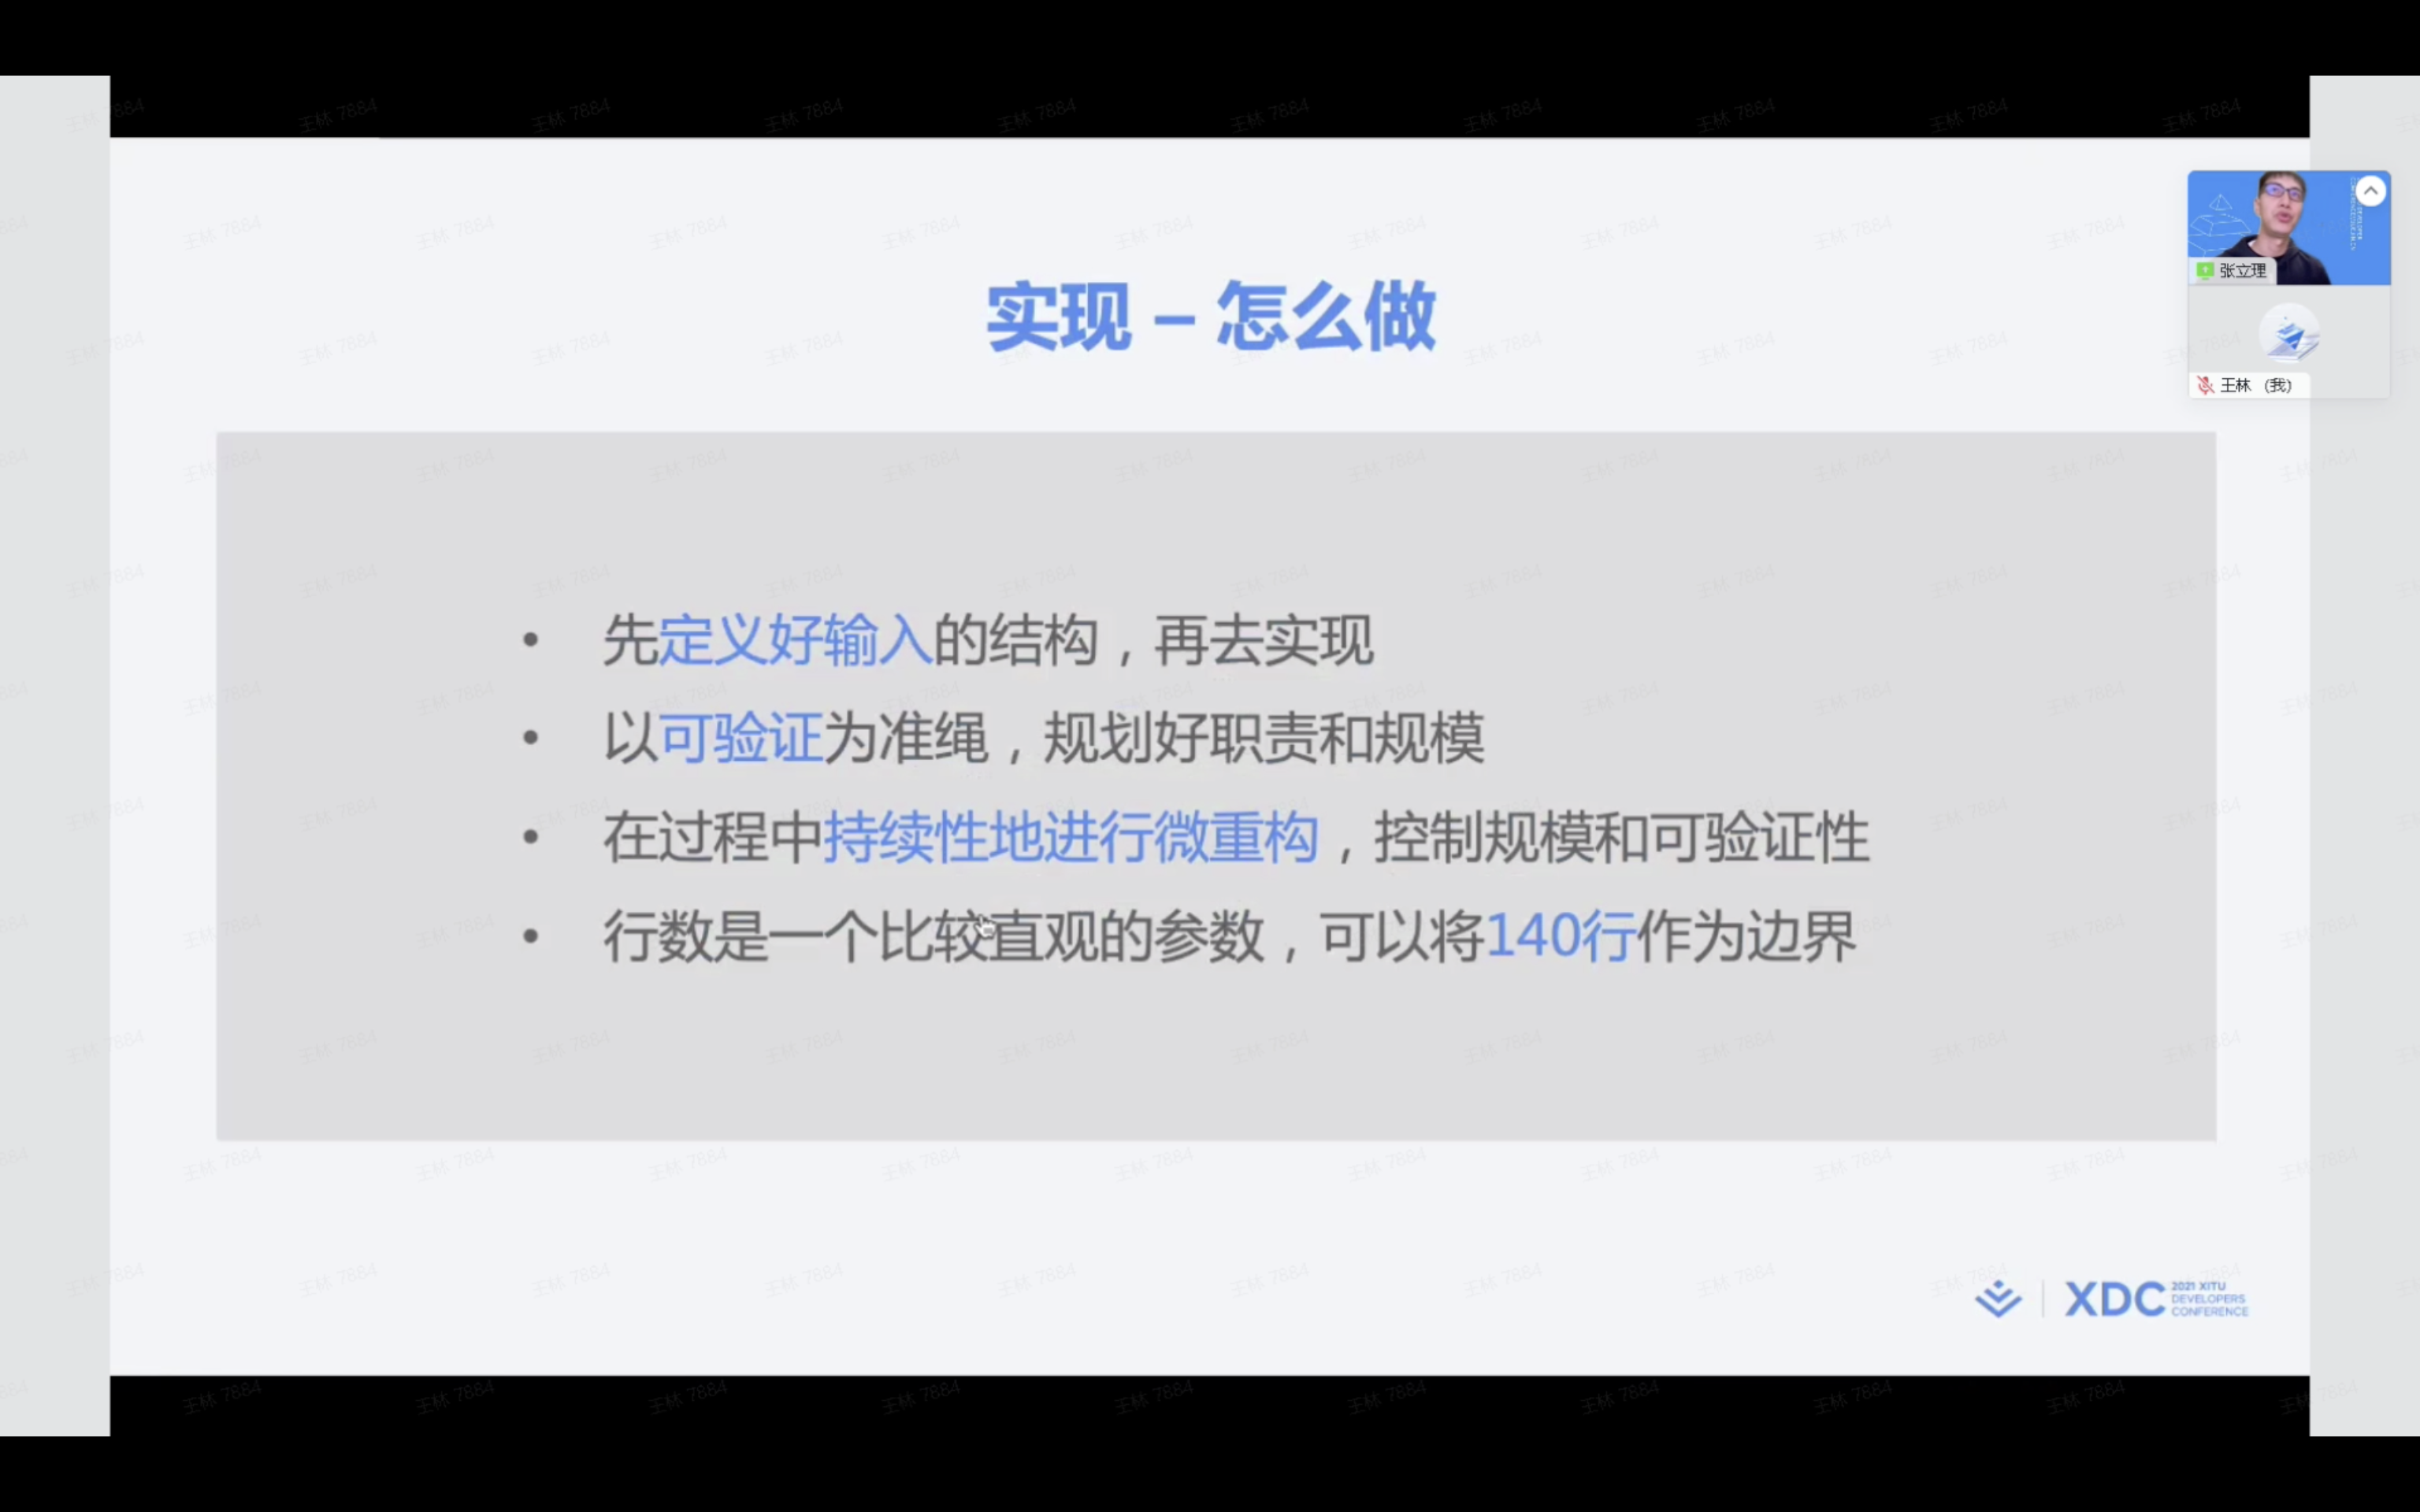 实现 – 怎么做
张立理
王林 （我）
• 先定义好输入的结构，再去实现
• 以可验证为准绳，规划好职责和规模
• 在过程中持续性地进行微重构，控制规模和可验证性
• 行数是一个比较直观的参数，可以将140行作为边界
XDC
2021 XITU
DEVELOPERS
CONFERENCE
王林 7884